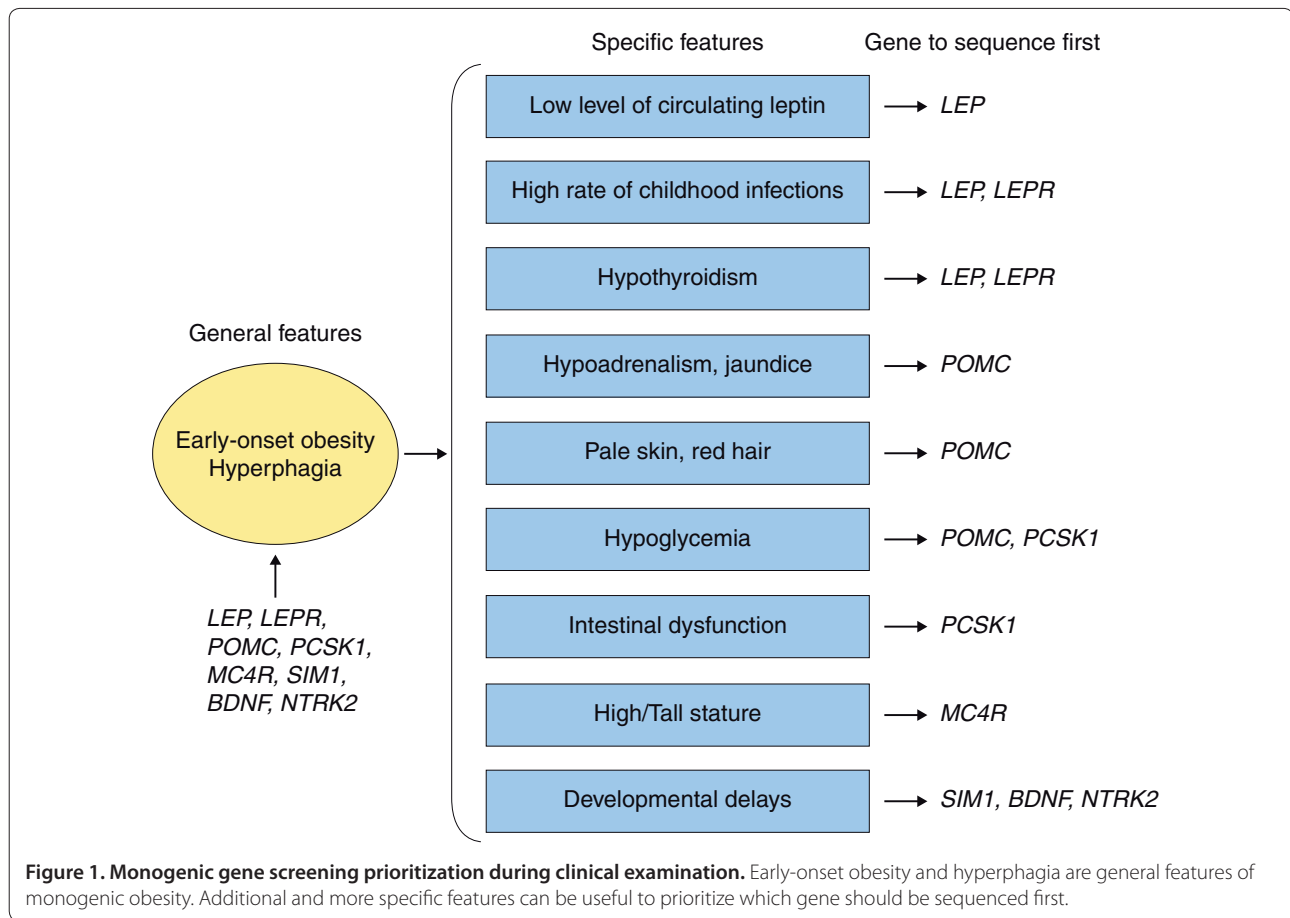 Specific features Gene to sequence first
Low level of circulating leptin LEP
High rate of childhood infections LEP, LEPR
Hypothyroidism LEP, LEPR
General features
Hypoadrenalism, jaundice POMC
Early-onset obesity
Hyperphagia
Pale skin, red hair POMC
Hypoglycemia POMC, PCSK1
LEP, LEPR,
POMC, PCSK1,
MC4R, SIM1,
BDNF, NTRK2
Intestinal dysfunction PCSK1
High/Tall stature MC4R
Developmental delays SIM1, BDNF, NTRK2
Figure 1. Monogenic gene screening prioritization during clinical examination. Early-onset obesity and hyperphagia are general features of
monogenic obesity. Additional and more specific features can be useful to prioritize which gene should be sequenced first.